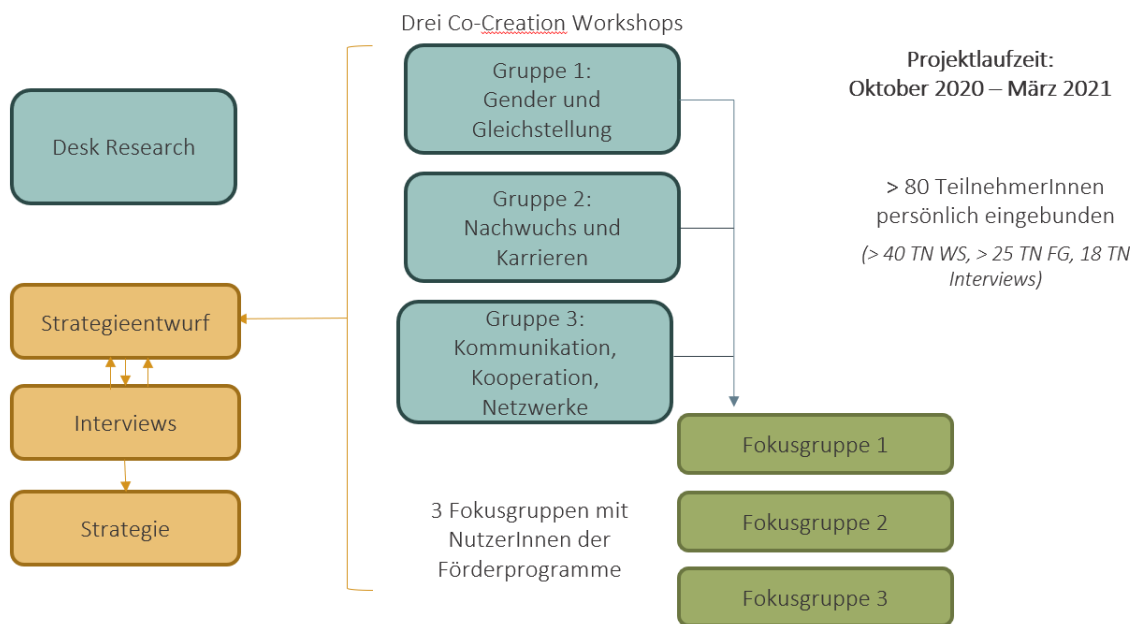 Drei Co-Creation Workshops
Gruppe 1:
Gender und
Gleichstellung
Projektlaufzeit:
Oktober 2020 – März 2021
Desk Research
Gruppe 2:
Nachwuchs und
Karrieren
> 80 TeilnehmerInnen
persönlich eingebunden
(> 40 TN WS, > 25 TN FG, 18 TN
Interviews)
Strategieentwurf
Gruppe 3:
Kommunikation,
Kooperation,
Netzwerke
Interviews
Fokusgruppe 1
Strategie
3 Fokusgruppen mit
NutzerInnen der
Förderprogramme
Fokusgruppe 2
Fokusgruppe 3